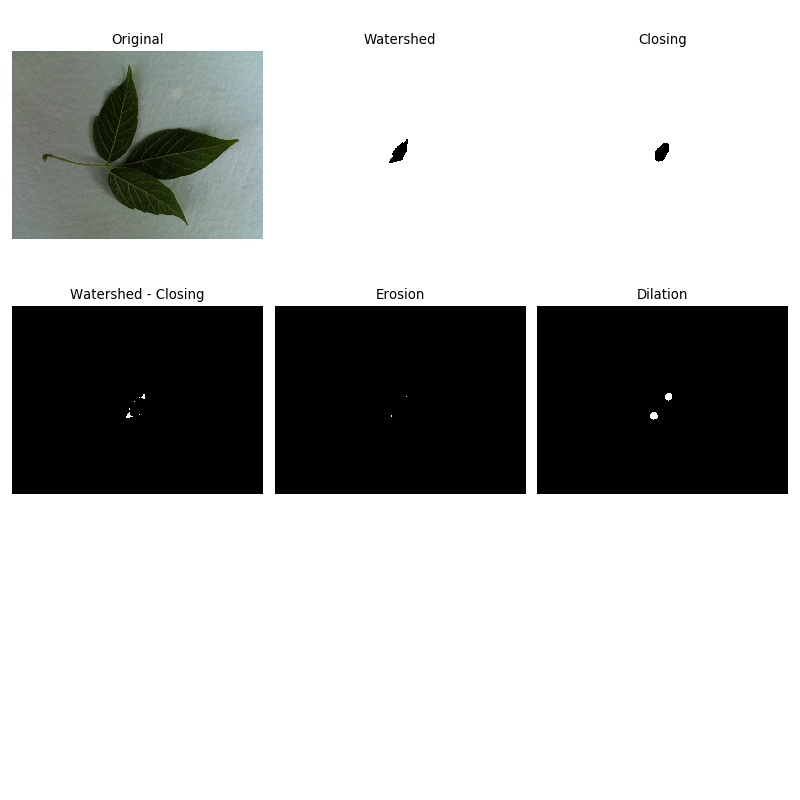 Original
Watershed
Closing
Watershed - Closing
Erosion
Dilation